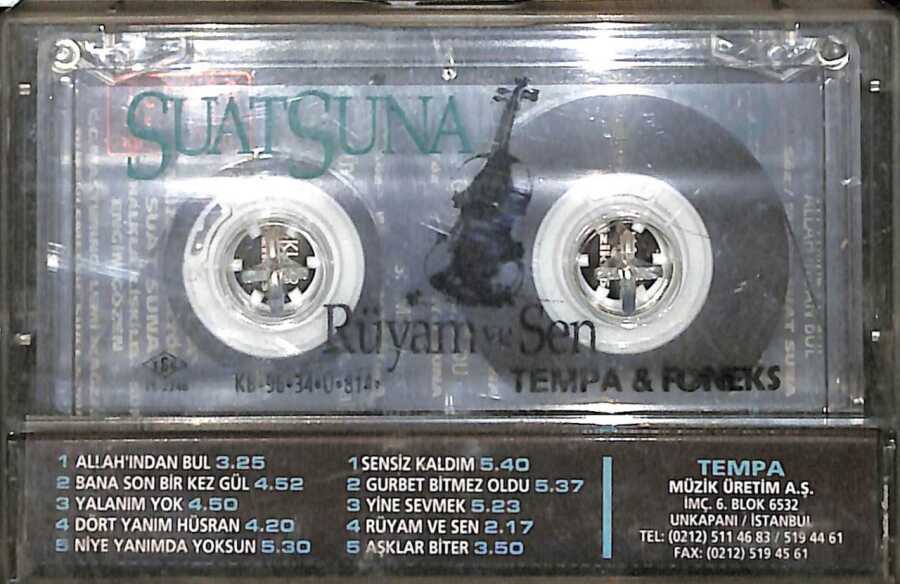 SUAT SUNA
Rüyam ve Sen
KB•96•34•U•814•
TEMPA & FONEKS
1 ALLAH'INDAN BUL 3.25
2 BANA SON BİR KEZ GÜL 4.52
3 YALANIM YOK 4.50
4 DÖRT YANIM HÜSRAN 4.20
5 NİYE YANIMDA YOKSUN 5.30
1 SENSİZ KALDIM 5.40
2 GURBET BİTMEZ OLDU 5.37
3 YİNE SEVMEK 5.23
4 RÜYAM VE SEN 2.17
5 AŞKLAR BİTER 3.50
TEMPA
MÜZİK ÜRETİM A.Ş.
İMÇ. 6. BLOK 6532
UNKAPANI / İSTANBUL
TEL: (0212) 511 46 83 / 519 44 61
FAX: (0212) 519 45 61